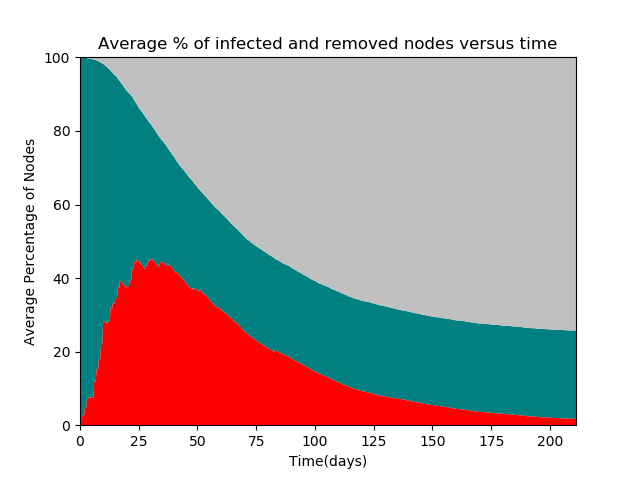 Average % of infected and removed nodes versus time
Average Percentage of Nodes
100
80
60
40
20
0
0 25 50 75 100 125 150 175 200
Time(days)